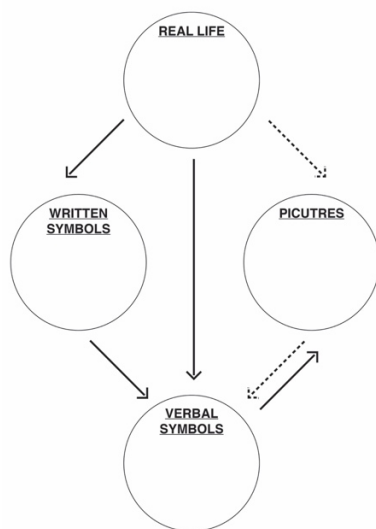 REAL LIFE
WRITTEN
SYMBOLS
PICUTRES
VERBAL
SYMBOLS